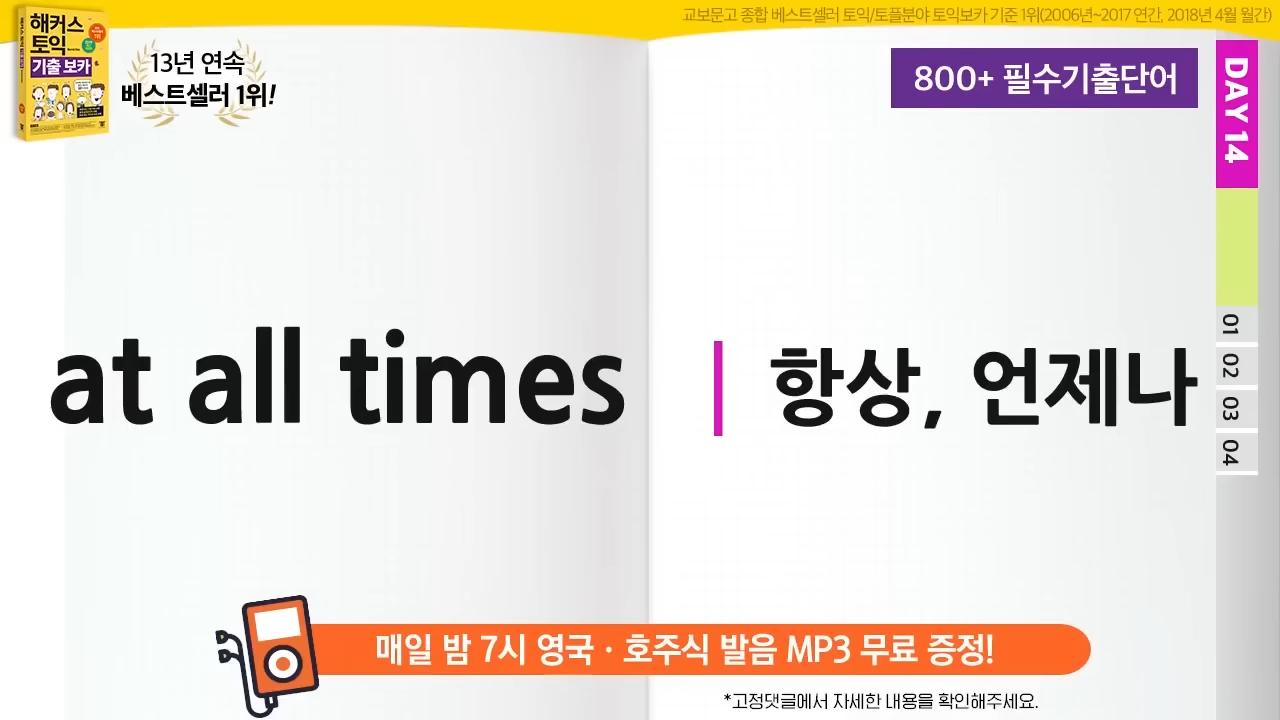 교보문고 종합 베스트셀러 토익/토플분야 토익보카 기준 1위(2006년~2017 연간, 2018년 4월 월간)
해커스
토익
기출 보카
13년 연속
베스트셀러 1위!
800+ 필수기출단어
DAY 14
at all times
항상, 언제나
01
02
03
04
매일 밤 7시 영국·호주식 발음 MP3 무료 증정!
*고정댓글에서 자세한 내용을 확인해주세요.